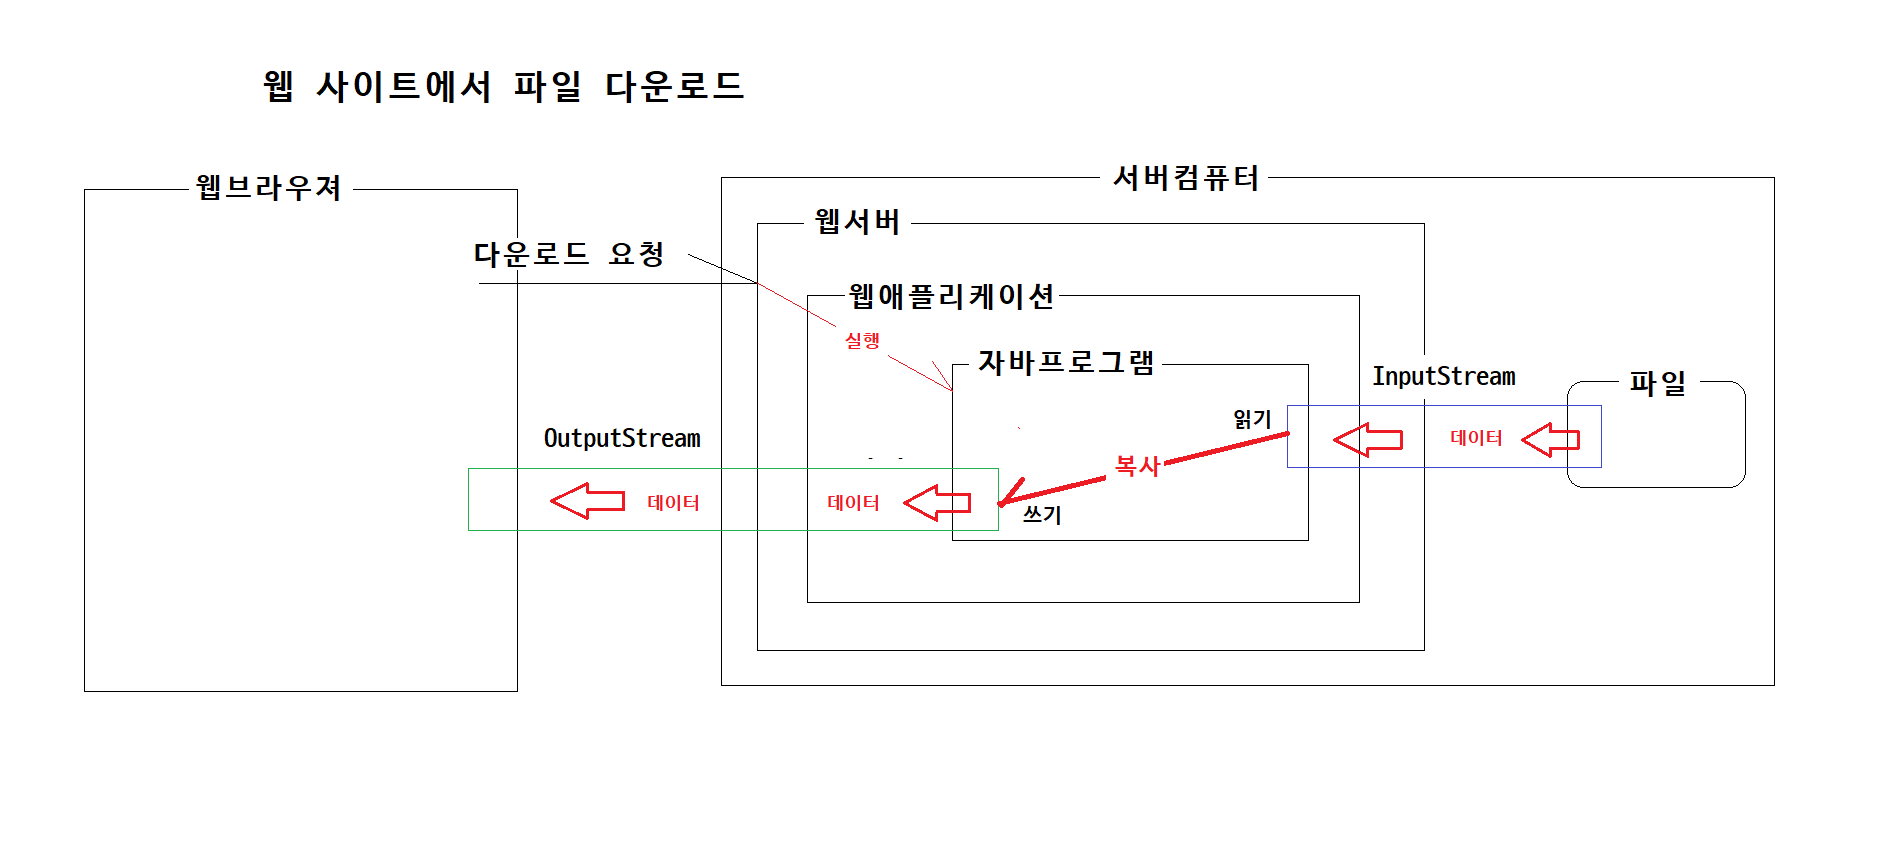 웹 사이트에서 파일 다운로드
서버컴퓨터
웹브라우져
웹서버
다운로드 요청
웹애플리케이션
실행
자바프로그램
InputStream
파일
읽기
OutputStream
데이터
복사
데이터
데이터
쓰기